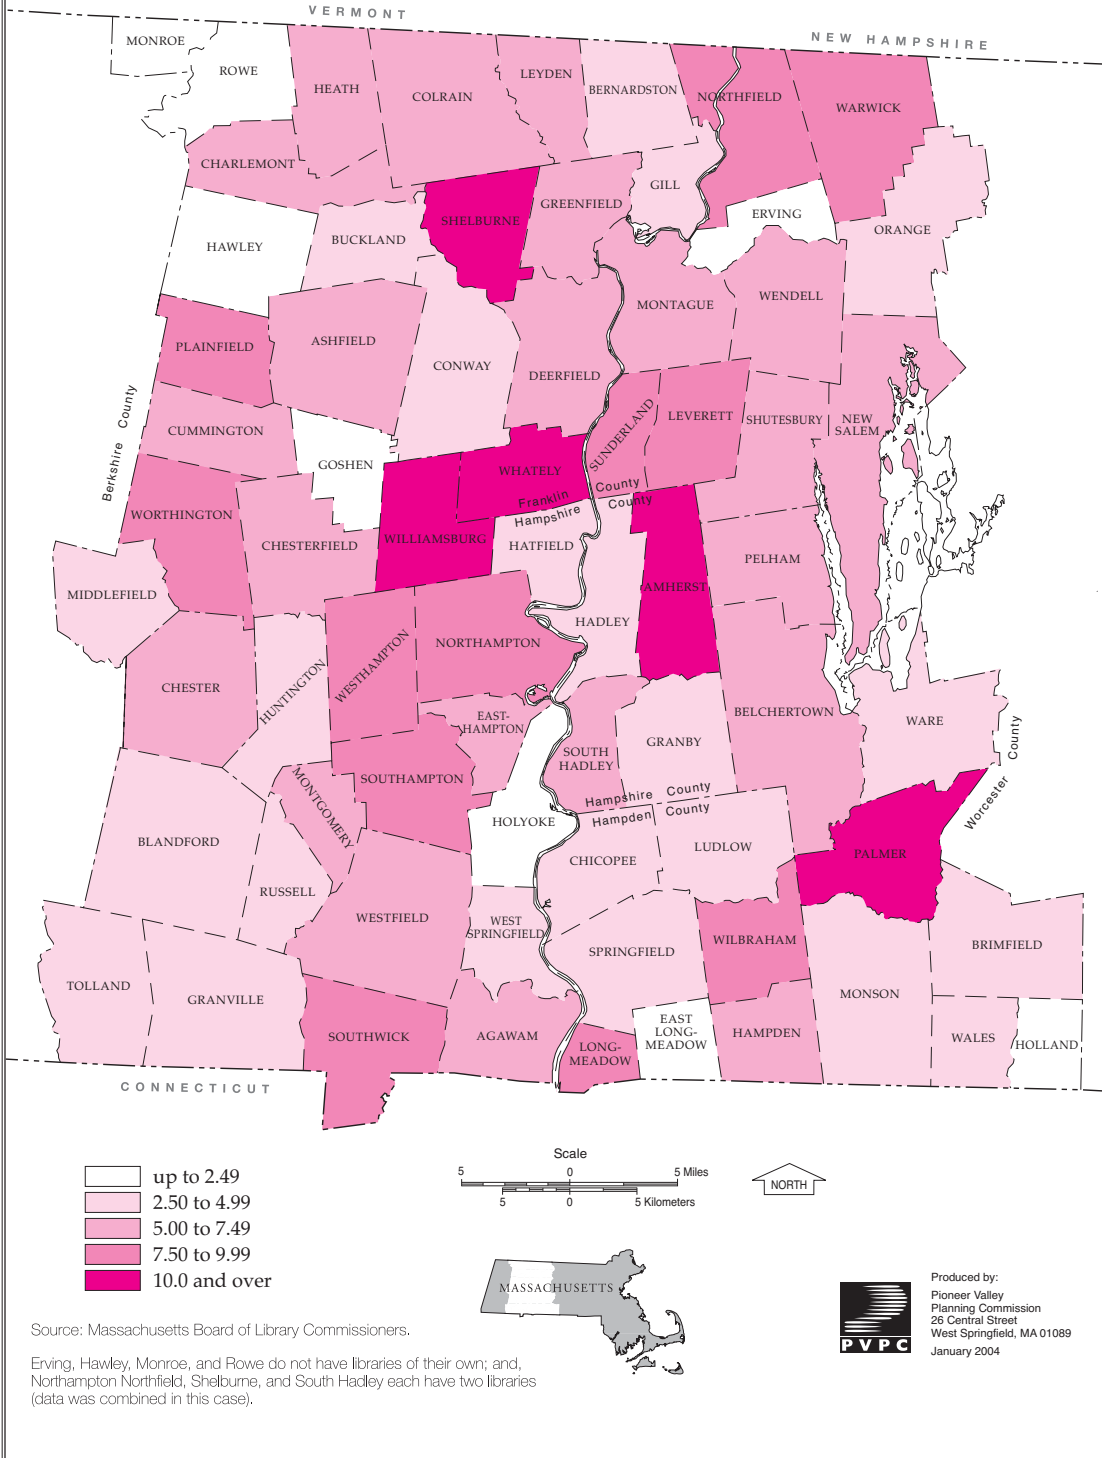 VERMONT
NEW HAMPSHIRE
MONROE
ROWE
HEATH
COLRAIN
LEYDEN
BERNARDSTON
NORTHFIELD
WARWICK
CHARLEMONT
SHELBURNE
GREENFIELD
GILL
ERVING
ORANGE
HAWLEY
BUCKLAND
PLAINFIELD
ASHFIELD
CONWAY
DEERFIELD
MONTAGUE
WENDELL
Berkshire County
CUMMINGTON
GOSHEN
WHATELY
SUNDERLAND
LEVERETT
SHUTESBURY
NEW
SALEM
Franklin County
Hampshire County
WORTHINGTON
CHESTERFIELD
WILLIAMSBURG
HATFIELD
AMHERST
PELHAM
MIDDLEFIELD
HADLEY
CHESTER
HUNTINGTON
WESTHAMPTON
NORTHAMPTON
EAST-
HAMPTON
SOUTH
HADLEY
GRANBY
BELCHERTOWN
WARE
Worcester County
MONTGOMERY
SOUTHAMPTON
HOLYOKE
Hampshire County
Hampden County
BLANDFORD
RUSSELL
WESTFIELD
CHICOPEE
LUDLOW
PALMER
WEST
SPRINGFIELD
SPRINGFIELD
WILBRAHAM
BRIMFIELD
TOLLAND
GRANVILLE
SOUTHWICK
AGAWAM
LONG-
MEADOW
EAST
LONG-
MEADOW
HAMPDEN
MONSON
WALES
HOLLAND
CONNECTICUT
up to 2.49
2.50 to 4.99
5.00 to 7.49
7.50 to 9.99
10.0 and over
Scale
5 0 5 Miles
5 0 5 Kilometers
NORTH
MASSACHUSETTS
PVPC
Produced by:
Pioneer Valley
Planning Commission
26 Central Street
West Springfield, MA 01089
January 2004
Source: Massachusetts Board of Library Commissioners.
Erving, Hawley, Monroe, and Rowe do not have libraries of their own; and,
Northampton Northfield, Shelburne, and South Hadley each have two libraries
(data was combined in this case).